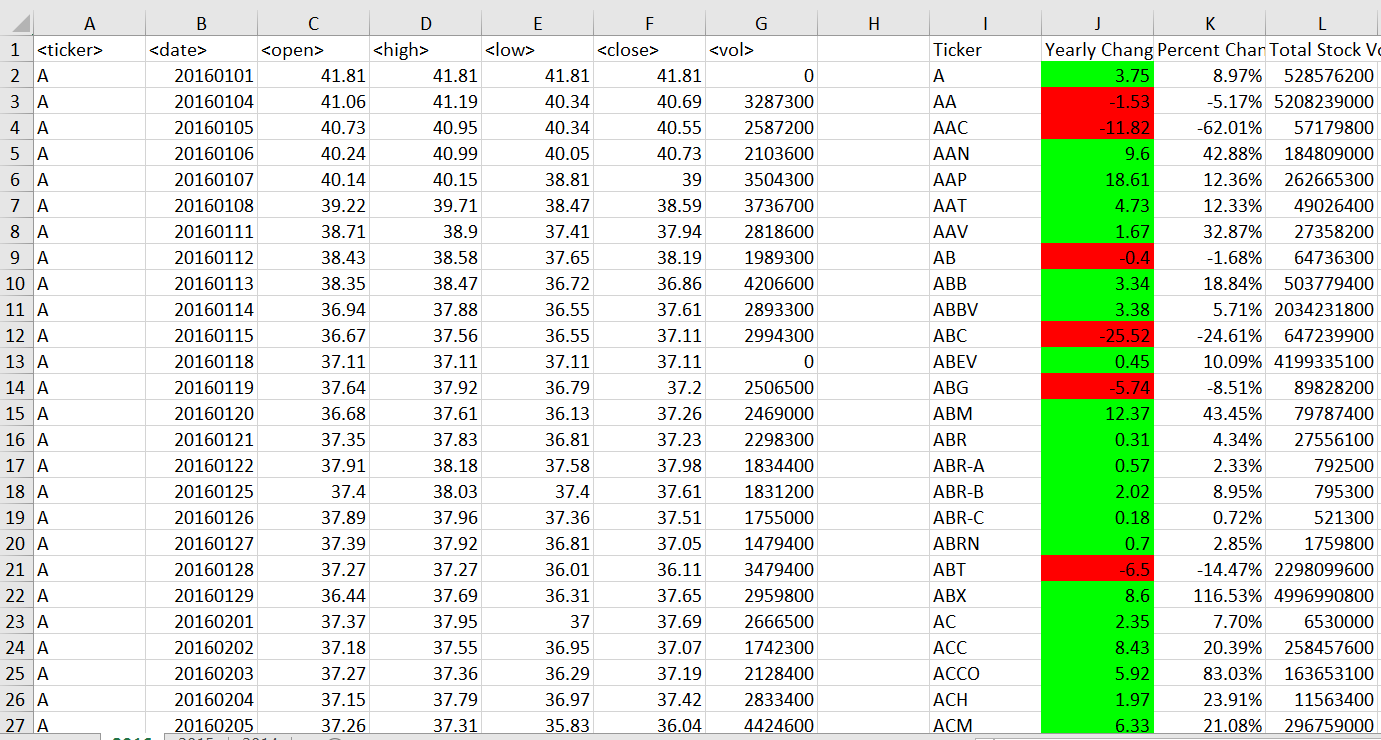 A B C D E F G H I J K L
1 <ticker> <date> <open> <high> <low> <close> <vol> Ticker Yearly Chang Percent Chan Total Stock Vo
2 A 20160101 41.81 41.81 41.81 41.81 0 A 3.75 8.97% 528576200
3 A 20160104 41.06 41.19 40.34 40.69 3287300 AA -1.53 -5.17% 5208239000
4 A 20160105 40.73 40.95 40.34 40.55 2587200 AAC -11.82 -62.01% 57179800
5 A 20160106 40.24 40.99 40.05 40.73 2103600 AAN 9.6 42.88% 184809000
6 A 20160107 40.14 40.15 38.81 39 3504300 AAP 18.61 12.36% 262665300
7 A 20160108 39.22 39.71 38.47 38.59 3736700 AAT 4.73 12.33% 49026400
8 A 20160111 38.71 38.9 37.41 37.94 2818600 AAV 1.67 32.87% 27358200
9 A 20160112 38.43 38.58 37.65 38.19 1989300 AB -0.4 -1.68% 64736300
10 A 20160113 38.35 38.47 36.72 36.86 4206600 ABB 3.34 18.84% 503779400
11 A 20160114 36.94 37.88 36.55 37.61 2893300 ABBV 3.38 5.71% 2034231800
12 A 20160115 36.67 37.56 36.55 37.11 2994300 ABC -25.52 -24.61% 647239900
13 A 20160118 37.11 37.11 37.11 37.11 0 ABEV 0.45 10.09% 4199335100
14 A 20160119 37.64 37.92 36.79 37.2 2506500 ABG -5.74 -8.51% 89828200
15 A 20160120 36.68 37.61 36.13 37.26 2469000 ABM 12.37 43.45% 79787400
16 A 20160121 37.35 37.83 36.81 37.23 2298300 ABR 0.31 4.34% 27556100
17 A 20160122 37.91 38.18 37.58 37.98 1834400 ABR-A 0.57 2.33% 792500
18 A 20160125 37.4 38.03 37.4 37.61 1831200 ABR-B 2.02 8.95% 795300
19 A 20160126 37.89 37.96 37.36 37.51 1755000 ABR-C 0.18 0.72% 521300
20 A 20160127 37.39 37.92 36.81 37.05 1479400 ABRN 0.7 2.85% 1759800
21 A 20160128 37.27 37.27 36.01 36.11 3479400 ABT -6.5 -14.47% 2298099600
22 A 20160129 36.44 37.69 36.31 37.65 2959800 ABX 8.6 116.53% 4996990800
23 A 20160201 37.37 37.95 37 37.69 2666500 AC 2.35 7.70% 6530000
24 A 20160202 37.18 37.55 36.95 37.07 1742300 ACC 8.43 20.39% 258457600
25 A 20160203 37.27 37.36 36.29 37.19 2128400 ACCO 5.92 83.03% 163653100
26 A 20160204 37.15 37.79 36.97 37.42 2833400 ACH 1.97 23.91% 11563400
27 A 20160205 37.26 37.31 35.83 36.04 4424600 ACM 6.33 21.08% 296759000
2016 2015 2014